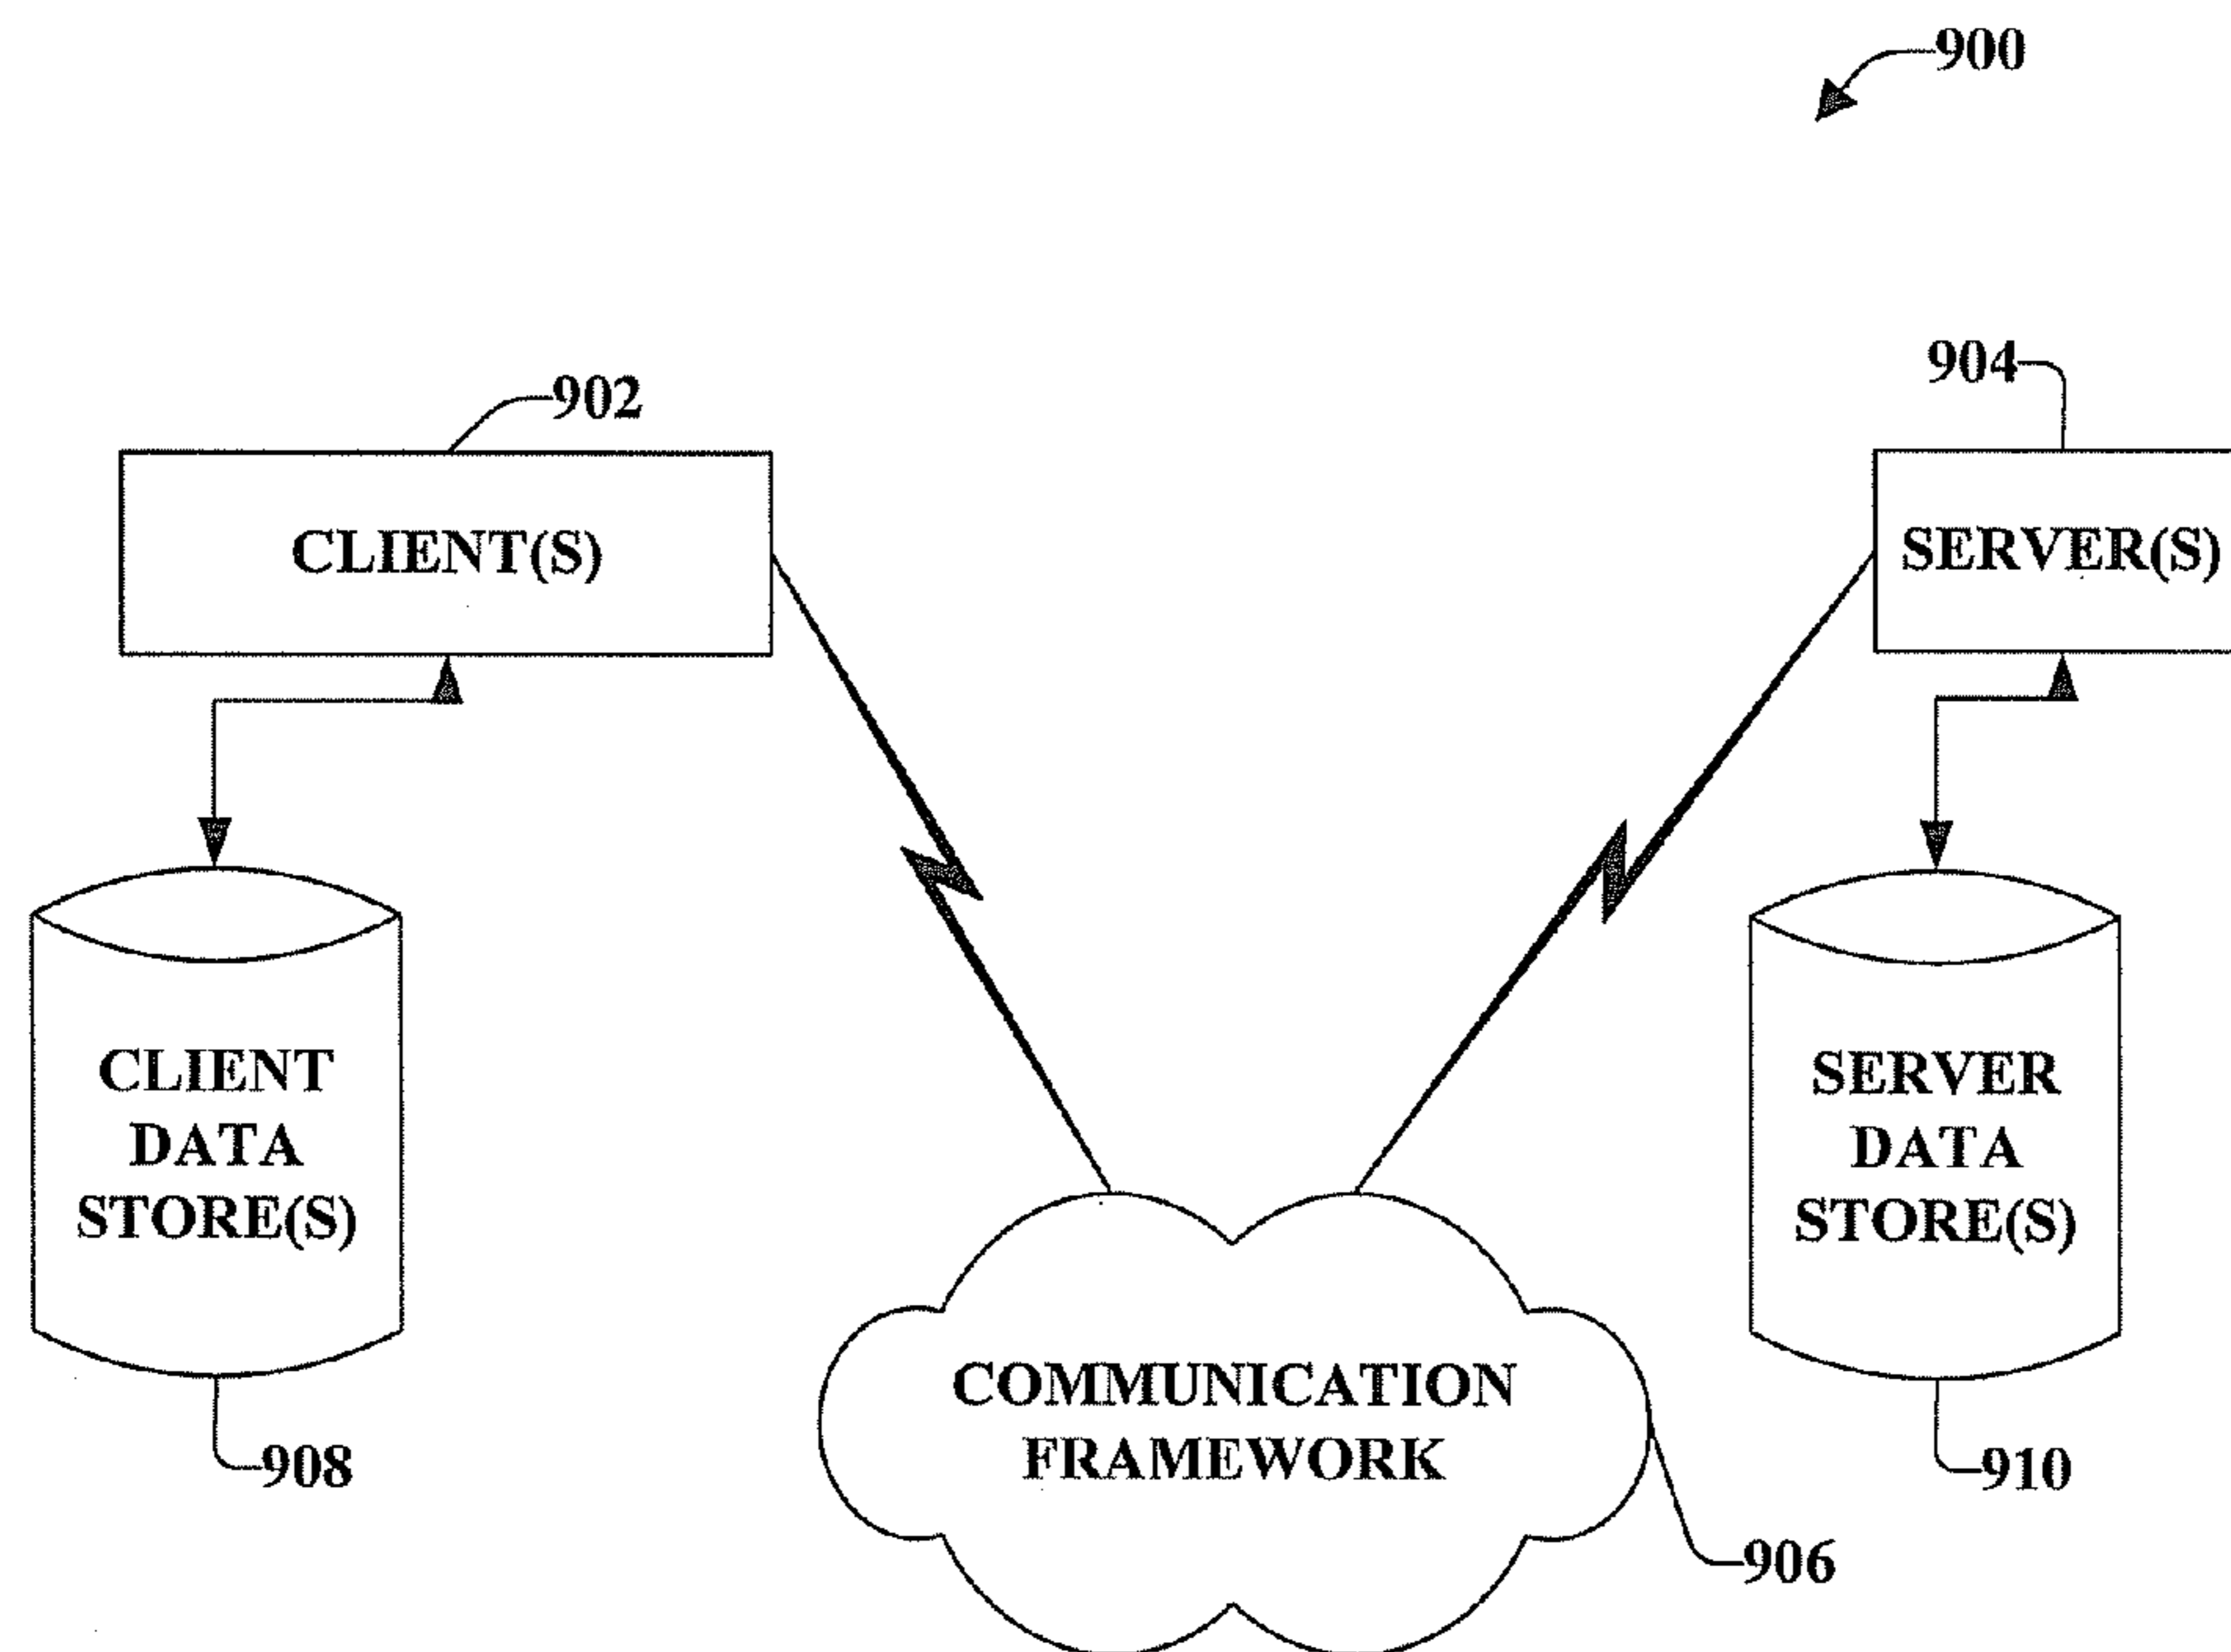 900
902
904
CLIENT(S)
SERVER(S)
CLIENT
DATA
STORE(S)
SERVER
DATA
STORE(S)
COMMUNICATION
FRAMEWORK
908
910
906